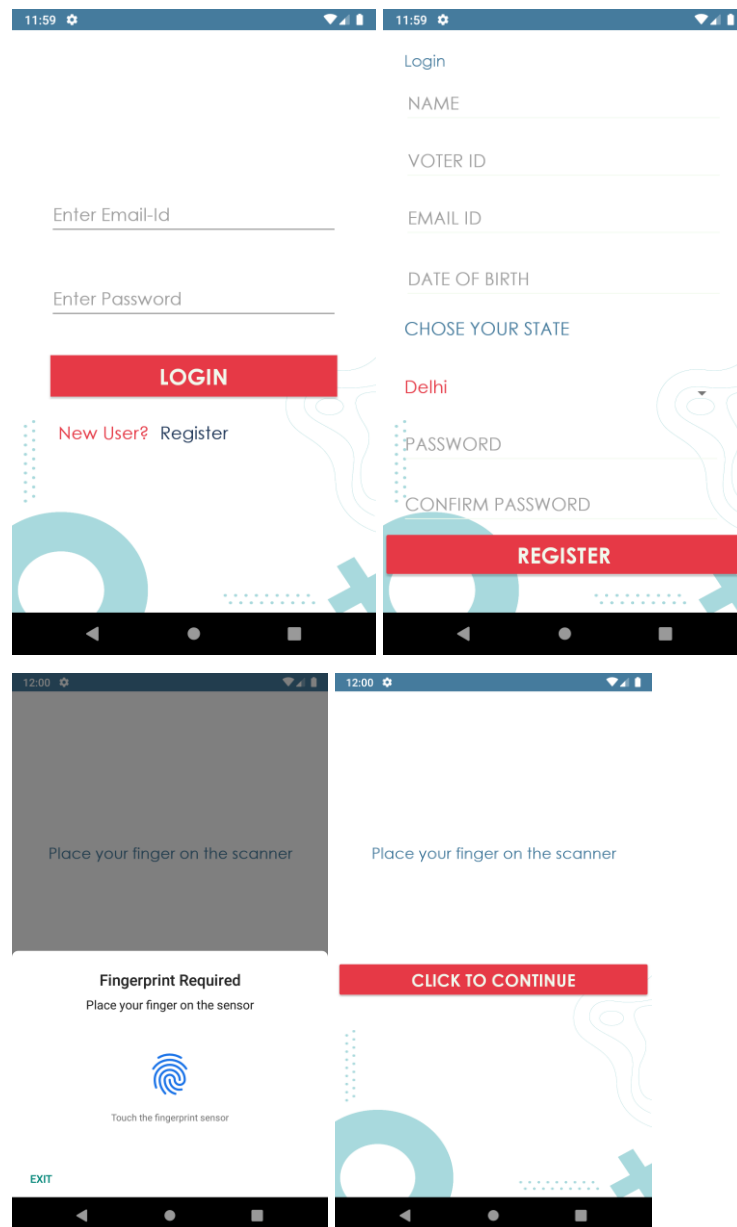 11:59
Enter Email-Id
Enter Password
LOGIN
New User? Register
11:59
Login
NAME
VOTER ID
EMAIL ID
DATE OF BIRTH
CHOSE YOUR STATE
Delhi
PASSWORD
CONFIRM PASSWORD
REGISTER
12:00
Place your finger on the scanner
Fingerprint Required
Place your finger on the sensor
Touch the fingerprint sensor
EXIT
12:00
Place your finger on the scanner
CLICK TO CONTINUE